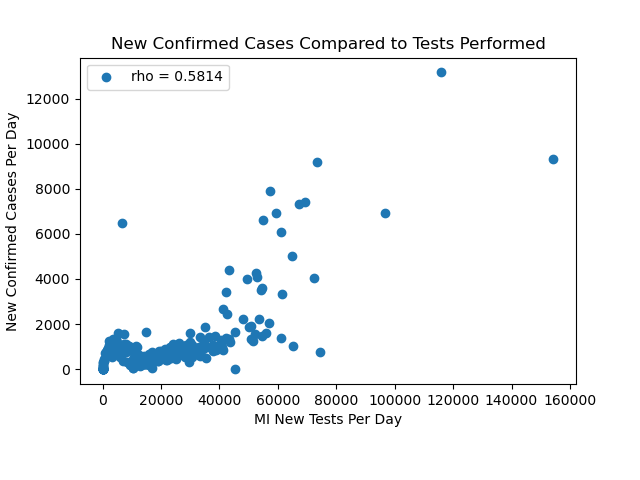 New Confirmed Cases Compared to Tests Performed
rho = 0.5814
New Confirmed Caeses Per Day
12000
10000
8000
6000
4000
2000
0
0 20000 40000 60000 80000 100000 120000 140000 160000
MI New Tests Per Day